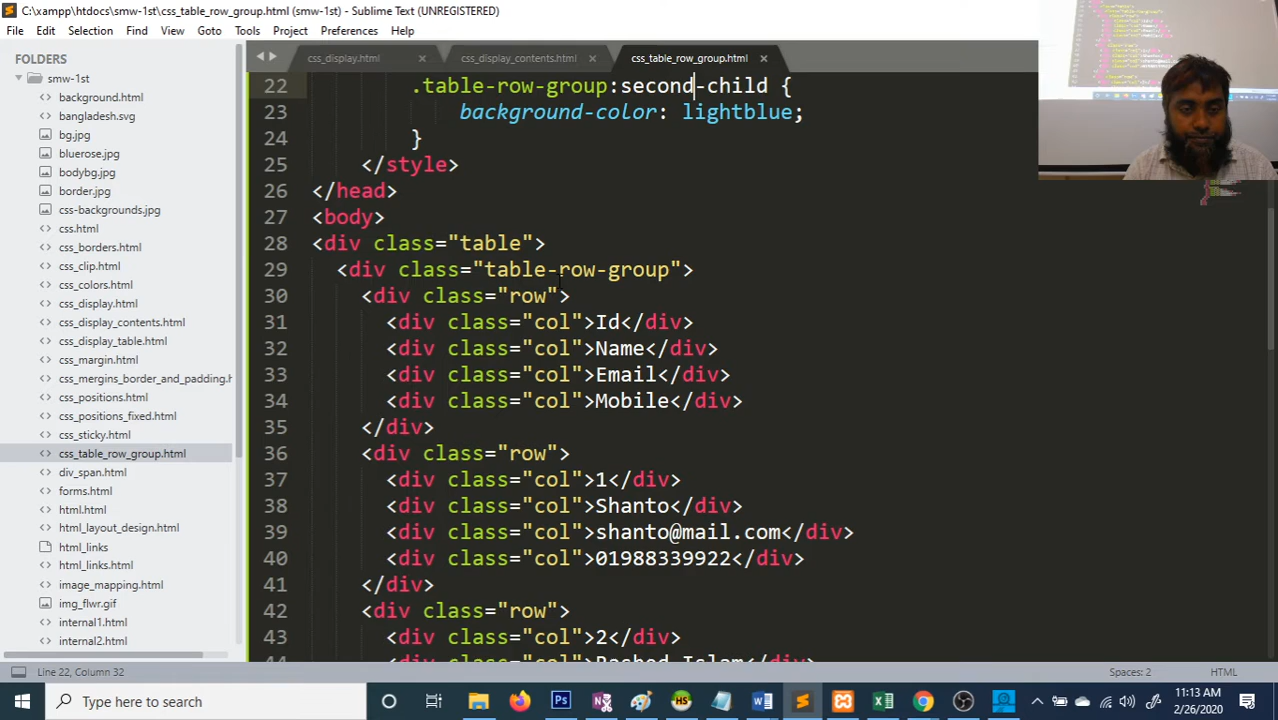 C:\xampp\htdocs\smw-1st\css_table_row_group.html (smw-1st) - Sublime Text (UNREGISTERED)
File Edit Selection Find View Goto Tools Project Preferences Help
FOLDERS
smw-1st
background.html
bangladesh.svg
bg.jpg
bluerose.jpg
bodybg.jpg
border.jpg
css-backgrounds.jpg
css.html
css_borders.html
css_clip.html
css_colors.html
css_display.html
css_display_contents.html
css_display_table.html
css_margin.html
css_mergins_border_and_padding.h
css_positions.html
css_positions_fixed.html
css_sticky.html
css_table_row_group.html
div_span.html
forms.html
html.html
html_layout_design.html
html_links
html_links.html
image_mapping.html
img_flwr.gif
internal1.html
internal2.html
css_display.html × css_display_contents.html × css_table_row_group.html ×
22 .table-row-group:second-child {
23 background-color: lightblue;
24 }
25 </style>
26 </head>
27 <body>
28 <div class="table">
29 <div class="table-row-group">
30 <div class="row">
31 <div class="col">Id</div>
32 <div class="col">Name</div>
33 <div class="col">Email</div>
34 <div class="col">Mobile</div>
35 </div>
36 <div class="row">
37 <div class="col">1</div>
38 <div class="col">Shanto</div>
39 <div class="col">shanto@mail.com</div>
40 <div class="col">01988339922</div>
41 </div>
42 <div class="row">
43 <div class="col">2</div>
44 <div class="col">Rashed Islam</div>
Line 22, Column 32 Spaces: 2 HTML
Type here to search
11:13 AM
2/26/2020